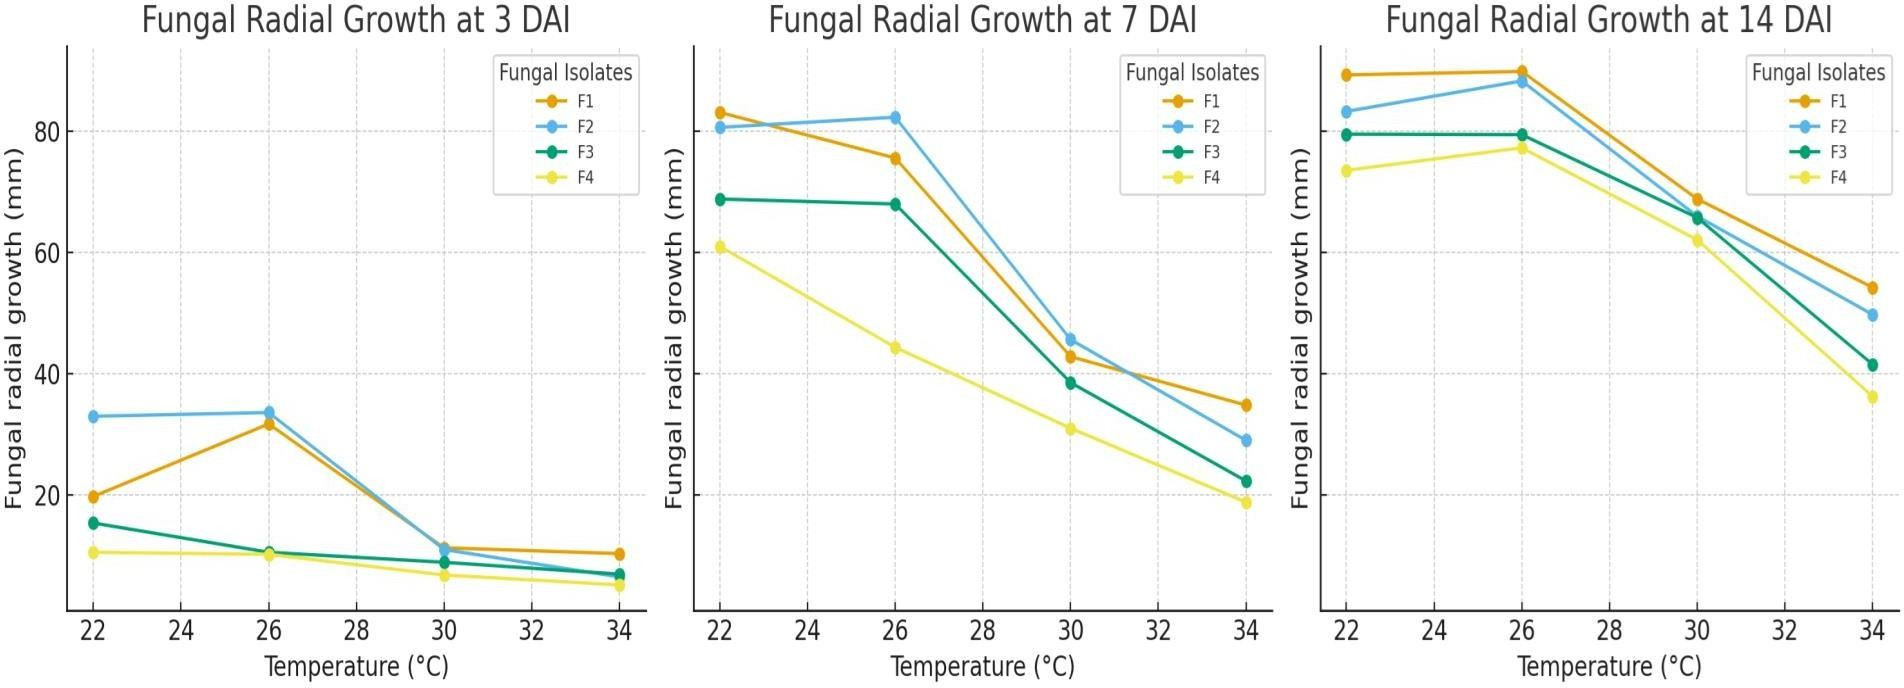 Fungal Radial Growth at 3 DAI
Fungal radial growth (mm)
80
60
40
20
Fungal Isolates
F1
F2
F3
F4
22 24 26 28 30 32 34
Temperature (°C)
Fungal Radial Growth at 7 DAI
Fungal radial growth (mm)
Fungal Isolates
F1
F2
F3
F4
22 24 26 28 30 32 34
Temperature (°C)
Fungal Radial Growth at 14 DAI
Fungal radial growth (mm)
Fungal Isolates
F1
F2
F3
F4
22 24 26 28 30 32 34
Temperature (°C)